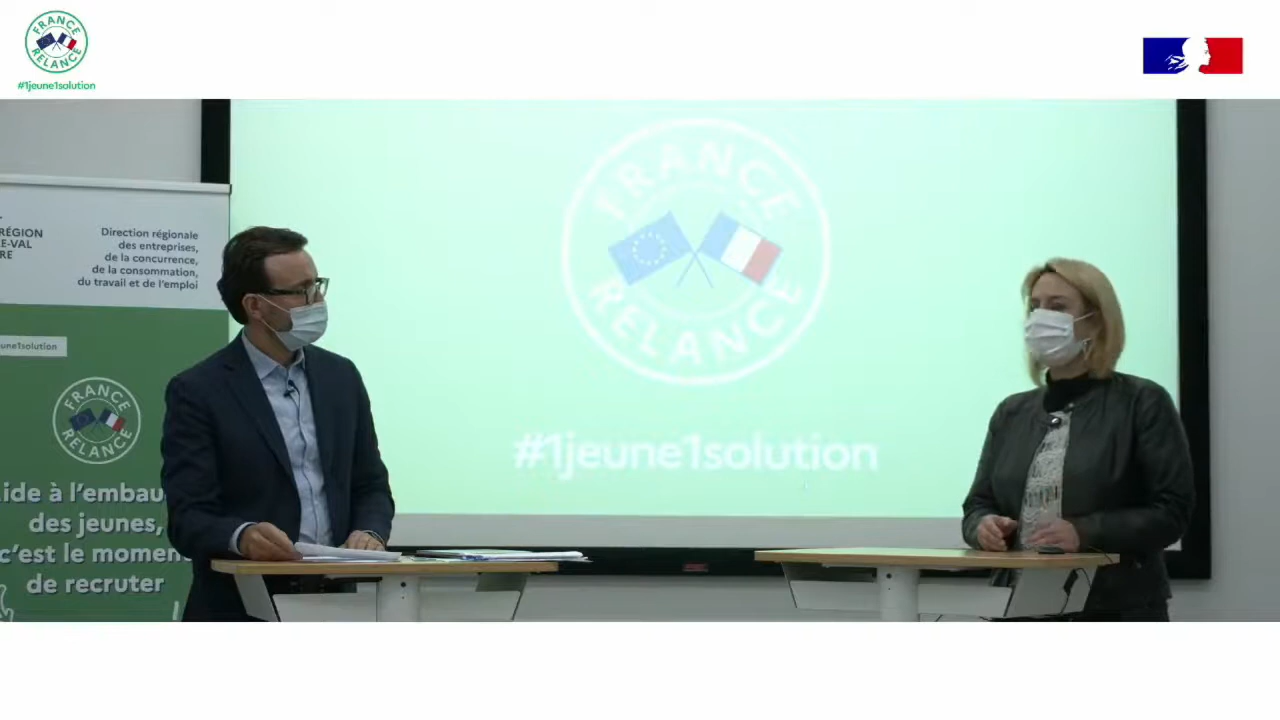 FRANCE
RELANCE
#1jeune1solution
RÉGION
E-VAL
RE
Direction régionale
des entreprises,
de la concurrence,
de la consommation,
du travail et de l'emploi
une1solution
FRANCE
RELANCE
ide à l'embau
des jeunes,
c'est le momen
de recruter
FRANCE
RELANCE
#1jeune1solution